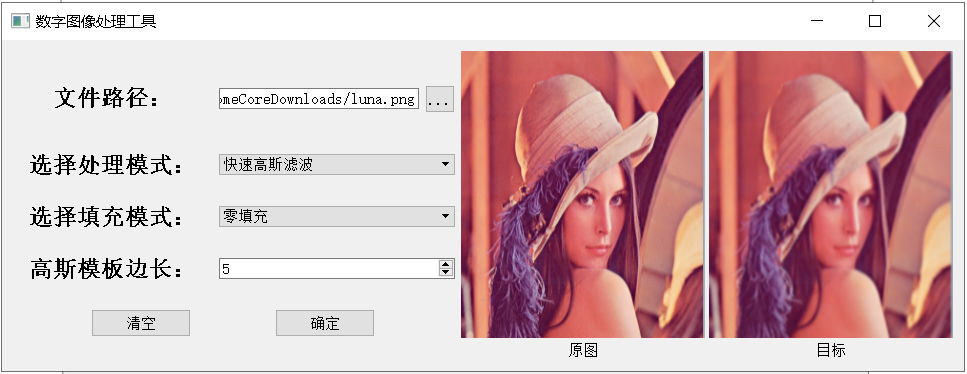 数字图像处理工具
文件路径：
omeCoreDownloads/luna.png
...
选择处理模式：
快速高斯滤波
选择填充模式：
零填充
高斯模板边长：
5
清空
确定
原图
目标